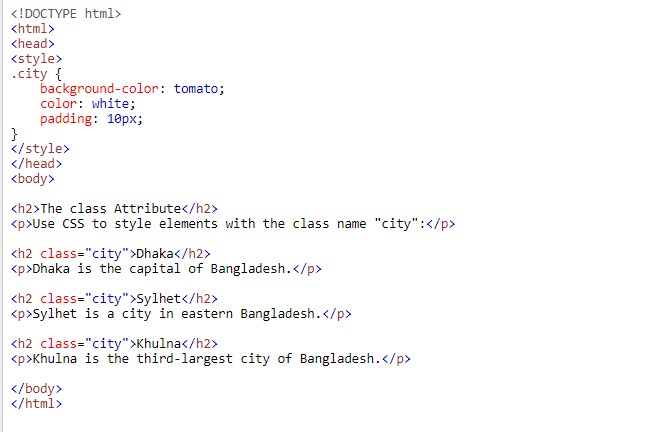 <!DOCTYPE html>
<html>
<head>
<style>
.city {
    background-color: tomato;
    color: white;
    padding: 10px;
}
</style>
</head>
<body>

<h2>The class Attribute</h2>
<p>Use CSS to style elements with the class name "city":</p>

<h2 class="city">Dhaka</h2>
<p>Dhaka is the capital of Bangladesh.</p>

<h2 class="city">Sylhet</h2>
<p>Sylhet is a city in eastern Bangladesh.</p>

<h2 class="city">Khulna</h2>
<p>Khulna is the third-largest city of Bangladesh.</p>

</body>
</html>